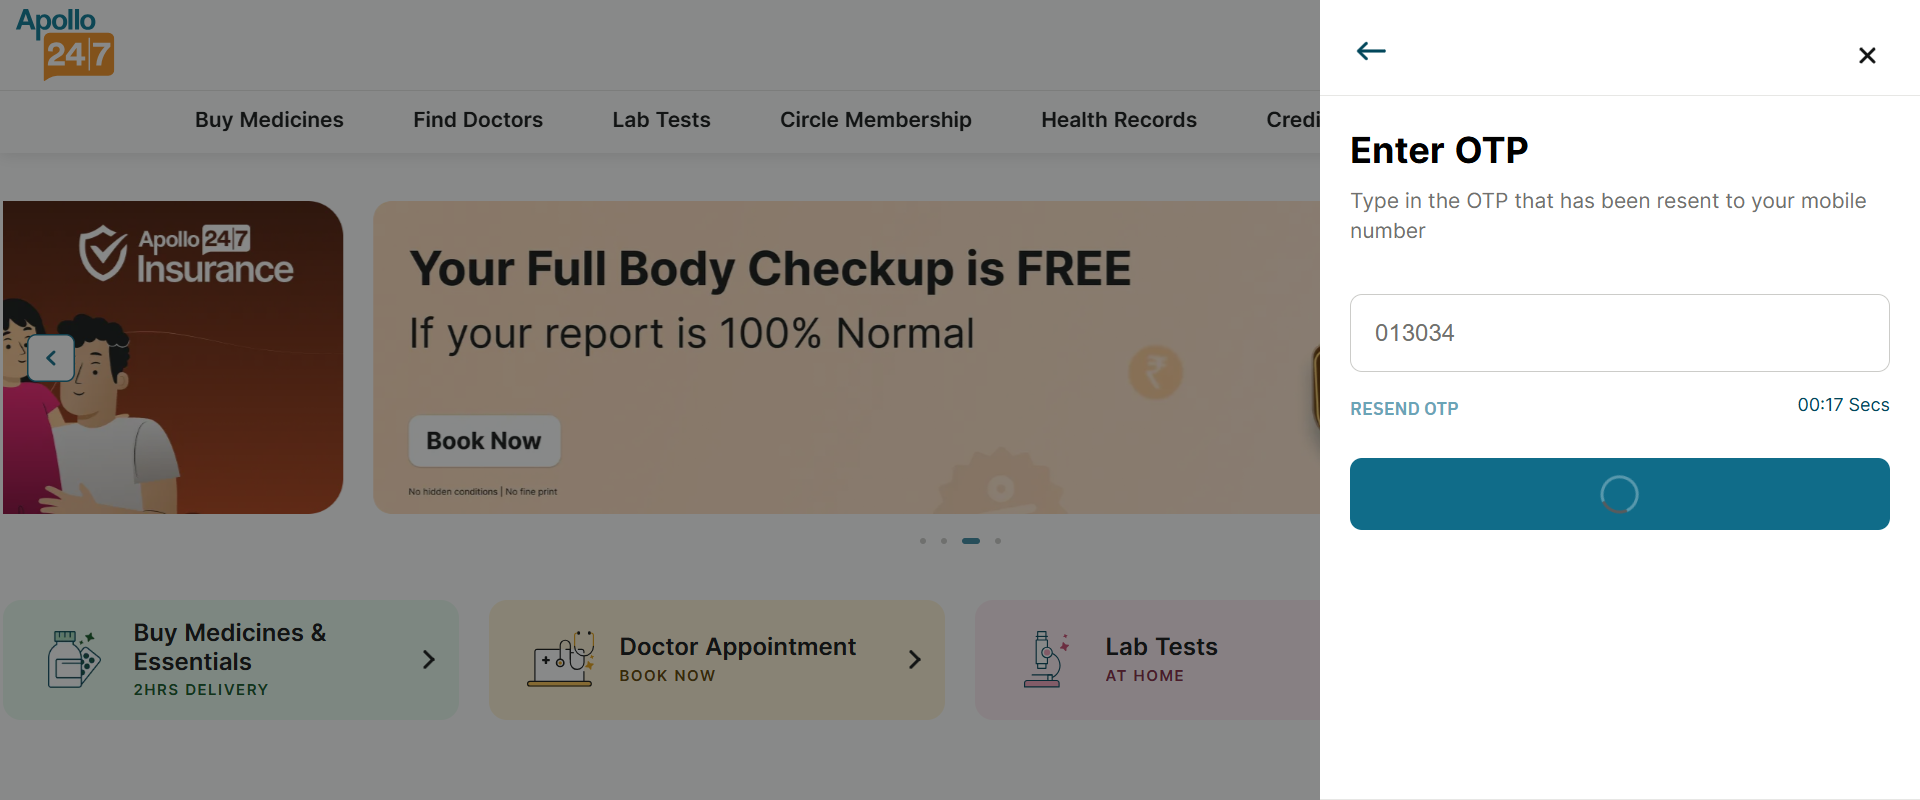 Apollo
24|7
Buy Medicines
Find Doctors
Lab Tests
Circle Membership
Health Records
Credi
Apollo 24|7
Insurance
Your Full Body Checkup is FREE
If your report is 100% Normal
Book Now
No hidden conditions | No fine print
Buy Medicines &
Essentials
2HRS DELIVERY
Doctor Appointment
BOOK NOW
Lab Tests
AT HOME
Enter OTP
Type in the OTP that has been resent to your mobile
number
013034
RESEND OTP
00:17 Secs